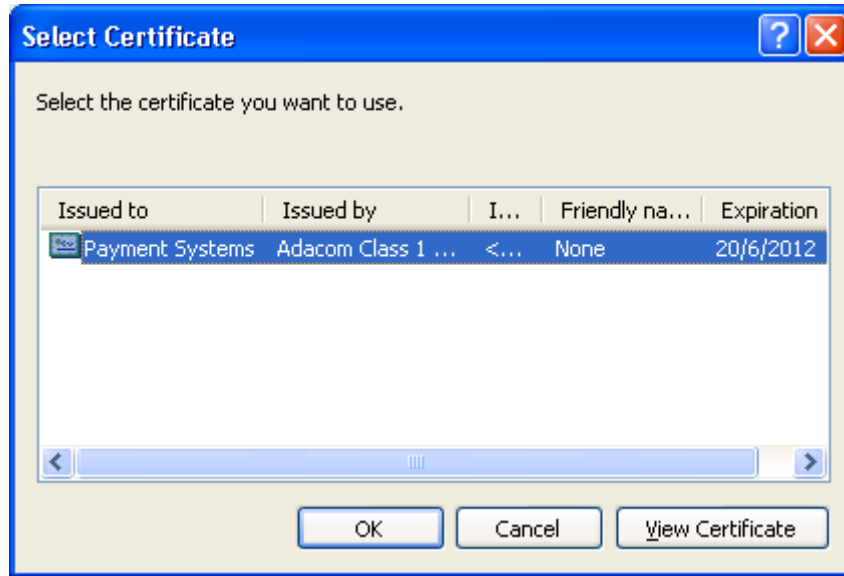 Select Certificate
Select the certificate you want to use.
Issued to Issued by I... Friendly na... Expiration
Payment Systems Adacom Class 1 ... <... None 20/6/2012
OK Cancel View Certificate